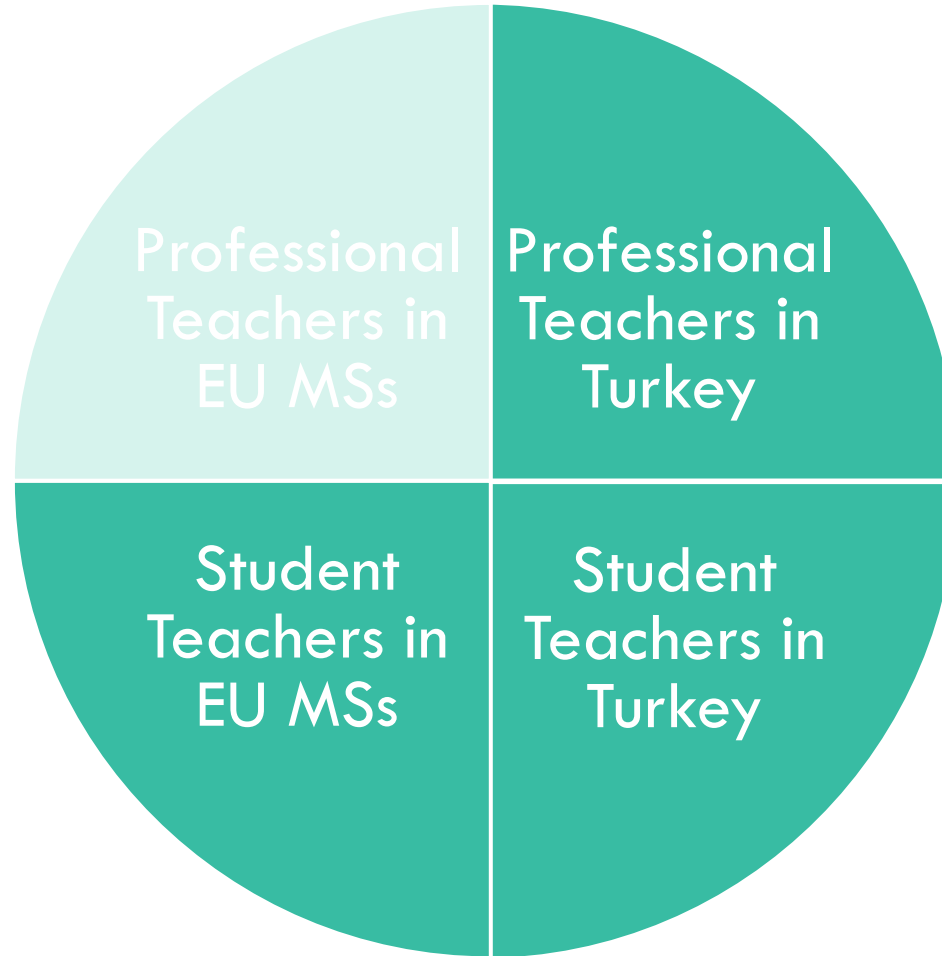 Professional
Teachers in
EU MSs
Professional
Teachers in
Turkey
Student
Teachers in
EU MSs
Student
Teachers in
Turkey